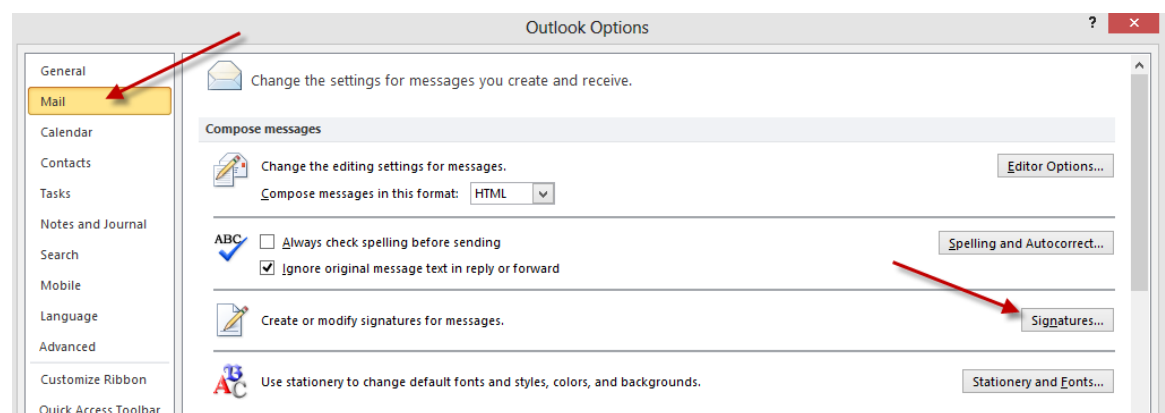 Outlook Options
?
General
Mail
Calendar
Contacts
Tasks
Notes and Journal
Search
Mobile
Language
Advanced
Customize Ribbon
Quick Access Toolbar
Change the settings for messages you create and receive.
Compose messages
Change the editing settings for messages.
Editor Options...
Compose messages in this format: HTML
ABC
Always check spelling before sending
Spelling and Autocorrect...
Ignore original message text in reply or forward
Create or modify signatures for messages.
Signatures...
ABC
Use stationery to change default fonts and styles, colors, and backgrounds.
Stationery and Fonts...